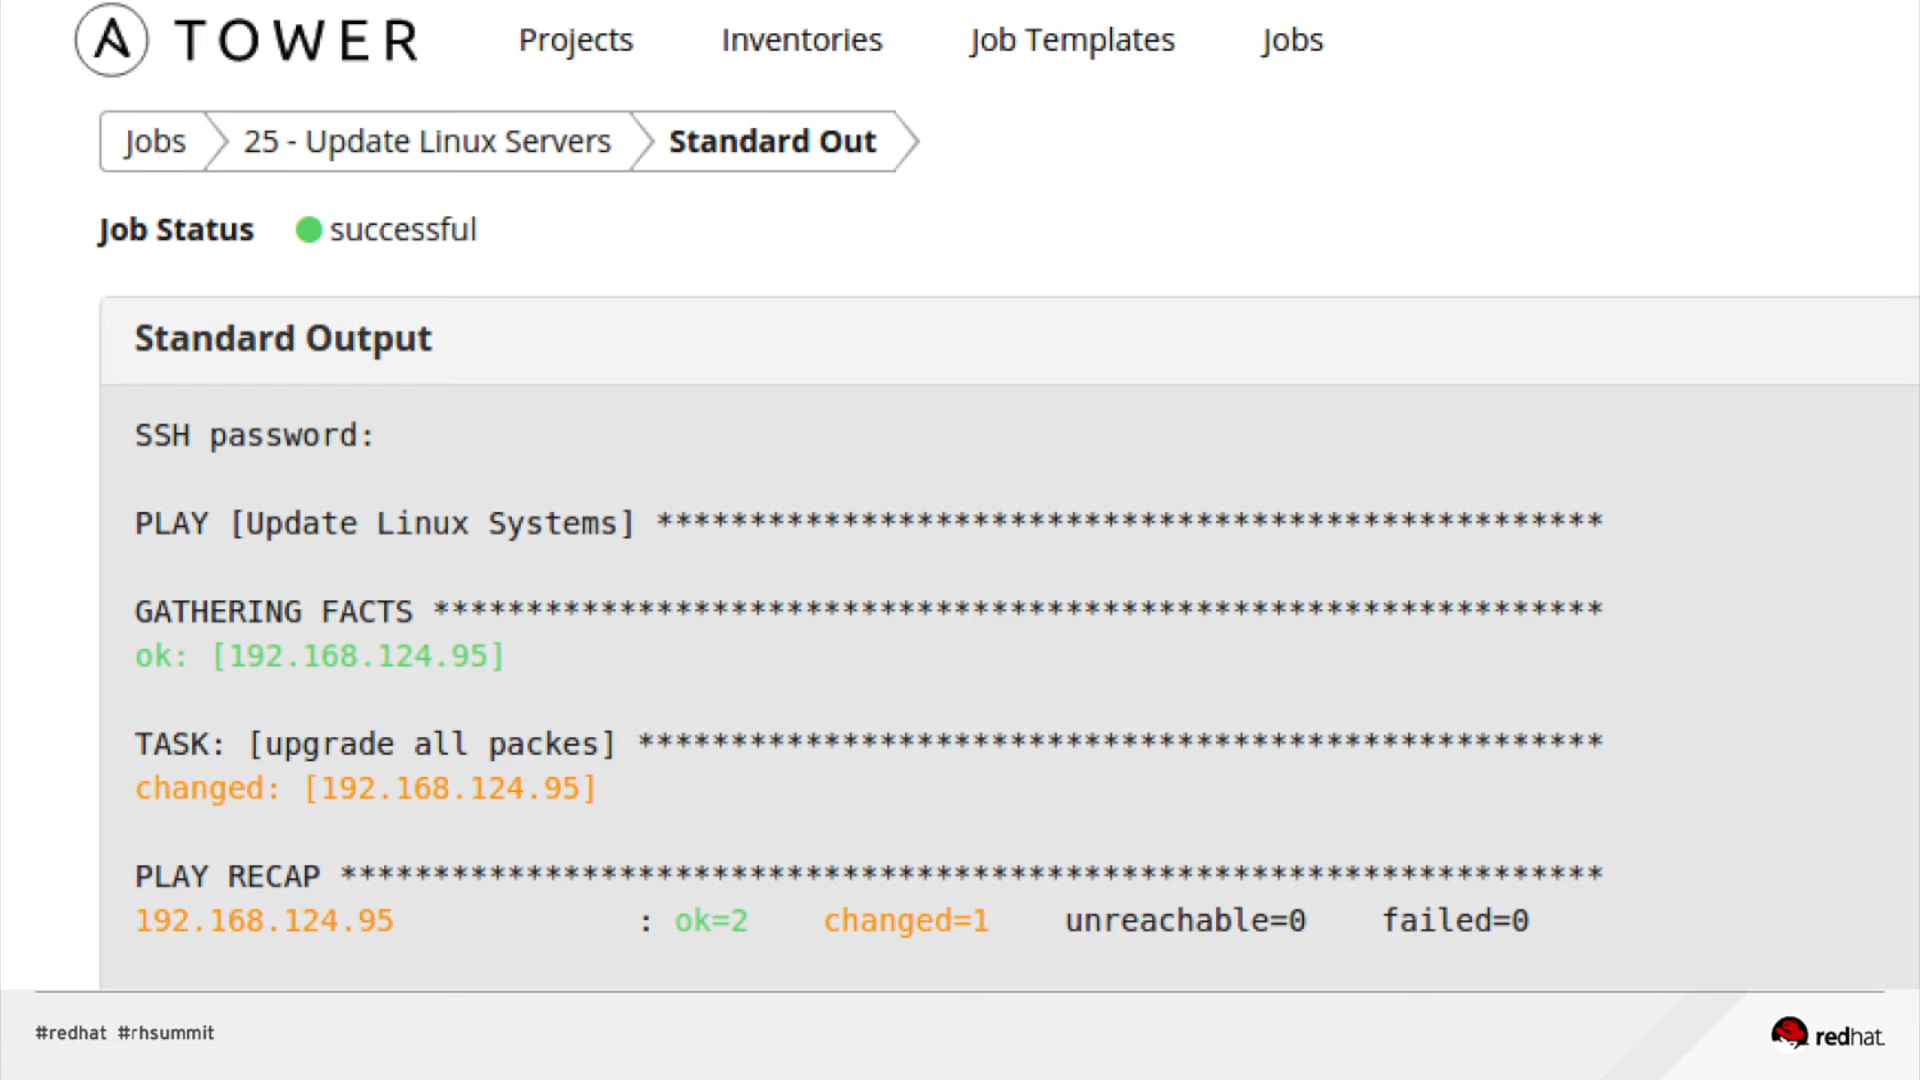 A TOWER Projects Inventories Job Templates Jobs
Jobs 25 - Update Linux Servers Standard Out
Job Status successful
Standard Output
SSH password:
PLAY [Update Linux Systems] ***************************************************
GATHERING FACTS ***************************************************************
ok: [192.168.124.95]
TASK: [upgrade all packes] ****************************************************
changed: [192.168.124.95]
PLAY RECAP ********************************************************************
192.168.124.95 : ok=2 changed=1 unreachable=0 failed=0
#redhat #rhsummit
redhat.